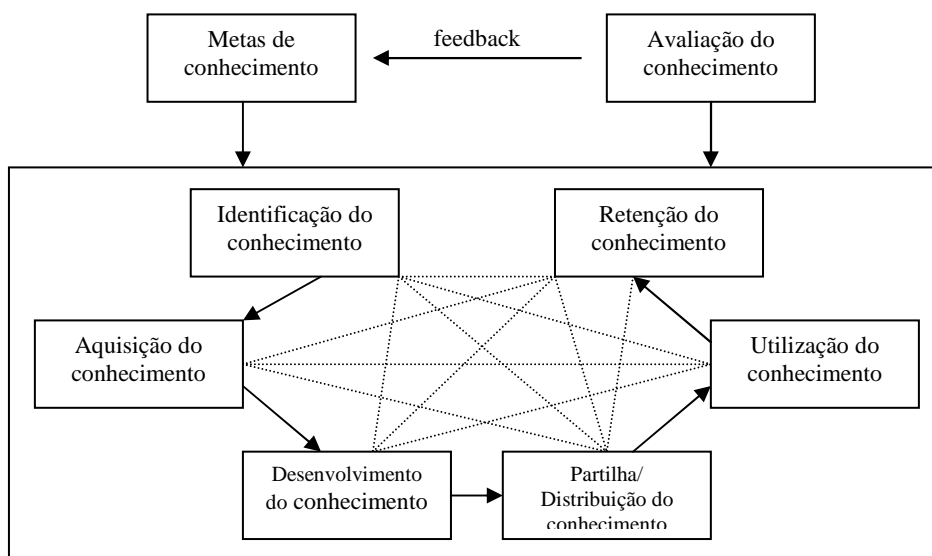 Metas de
conhecimento
feedback
Avaliação do
conhecimento
Identificação do
conhecimento
Retenção do
conhecimento
Aquisição do
conhecimento
Utilização do
conhecimento
Desenvolvimento
do conhecimento
Partilha/
Distribuição do
conhecimento